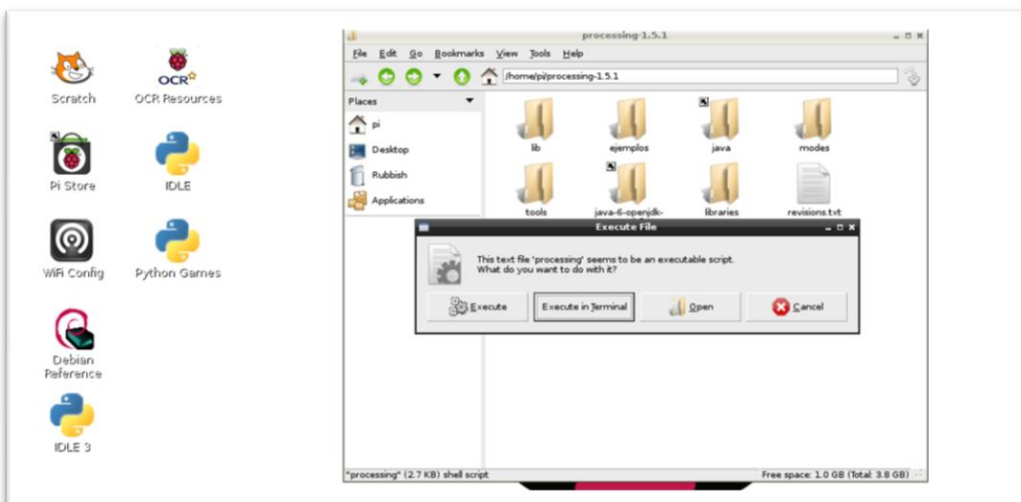 Scratch
OCR Resources
Pi Store
IDLE
WiFi Config
Python Games
Debian
Reference
IDLE 3
processing-1.5.1
File Edit Go Bookmarks View Tools Help
/home/pi/processing-1.5.1
Places
pi
Desktop
Rubbish
Applications
lib
ejemplos
java
modes
tools
java-6-openjdk-
libraries
revisions.txt
Execute File
This text file 'processing' seems to be an executable script.
What do you want to do with it?
Execute
Execute in Terminal
Open
Cancel
"processing" (2.7 KB) shell script
Free space: 1.0 GB (Total: 3.8 GB)
OCR